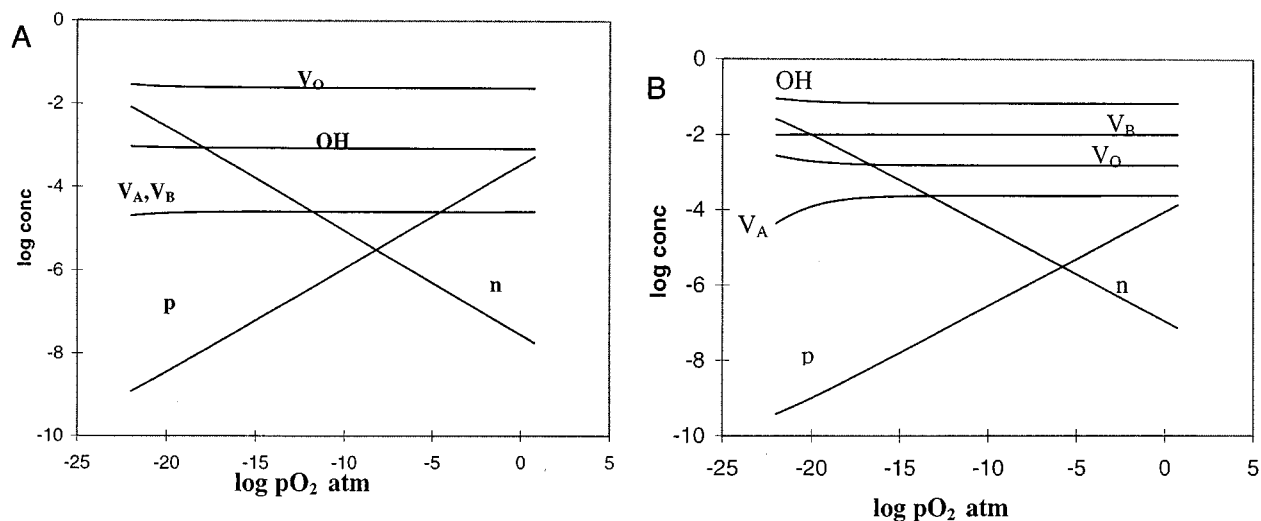 A
0
-2
-4
-6
-8
-10
log conc
V_O
OH
V_A,V_B
p
n
-25 -20 -15 -10 -5 0 5
log pO₂ atm
B
0
-2
-4
-6
-8
-10
log conc
OH
V_B
V_O
V_A
n
p
-25 -20 -15 -10 -5 0 5
log pO₂ atm